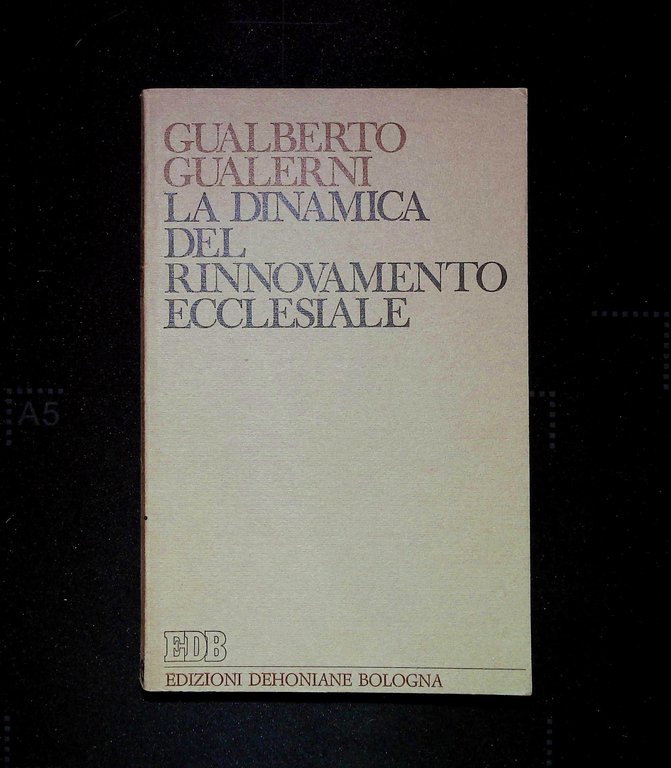 GUALBERTO
GUALERNI
LA DINAMICA
DEL
RINNOVAMENTO
ECCLESIALE
A5
EDB
EDIZIONI DEHONIANE BOLOGNA